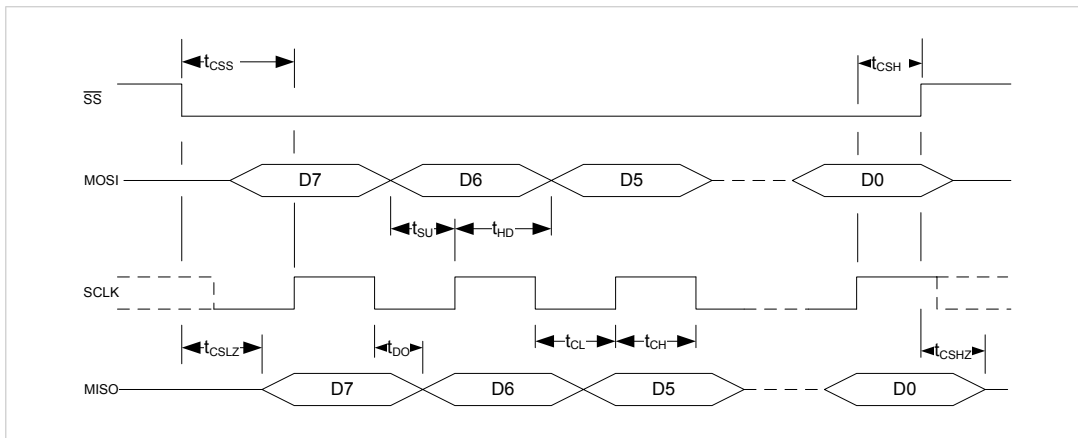 tCSS
tCSH
SS
MOSI
D7
D6
D5
D0
tSU
tHD
SCLK
tCSLZ
tDO
tCL
tCH
tCSHZ
MISO
D7
D6
D5
D0